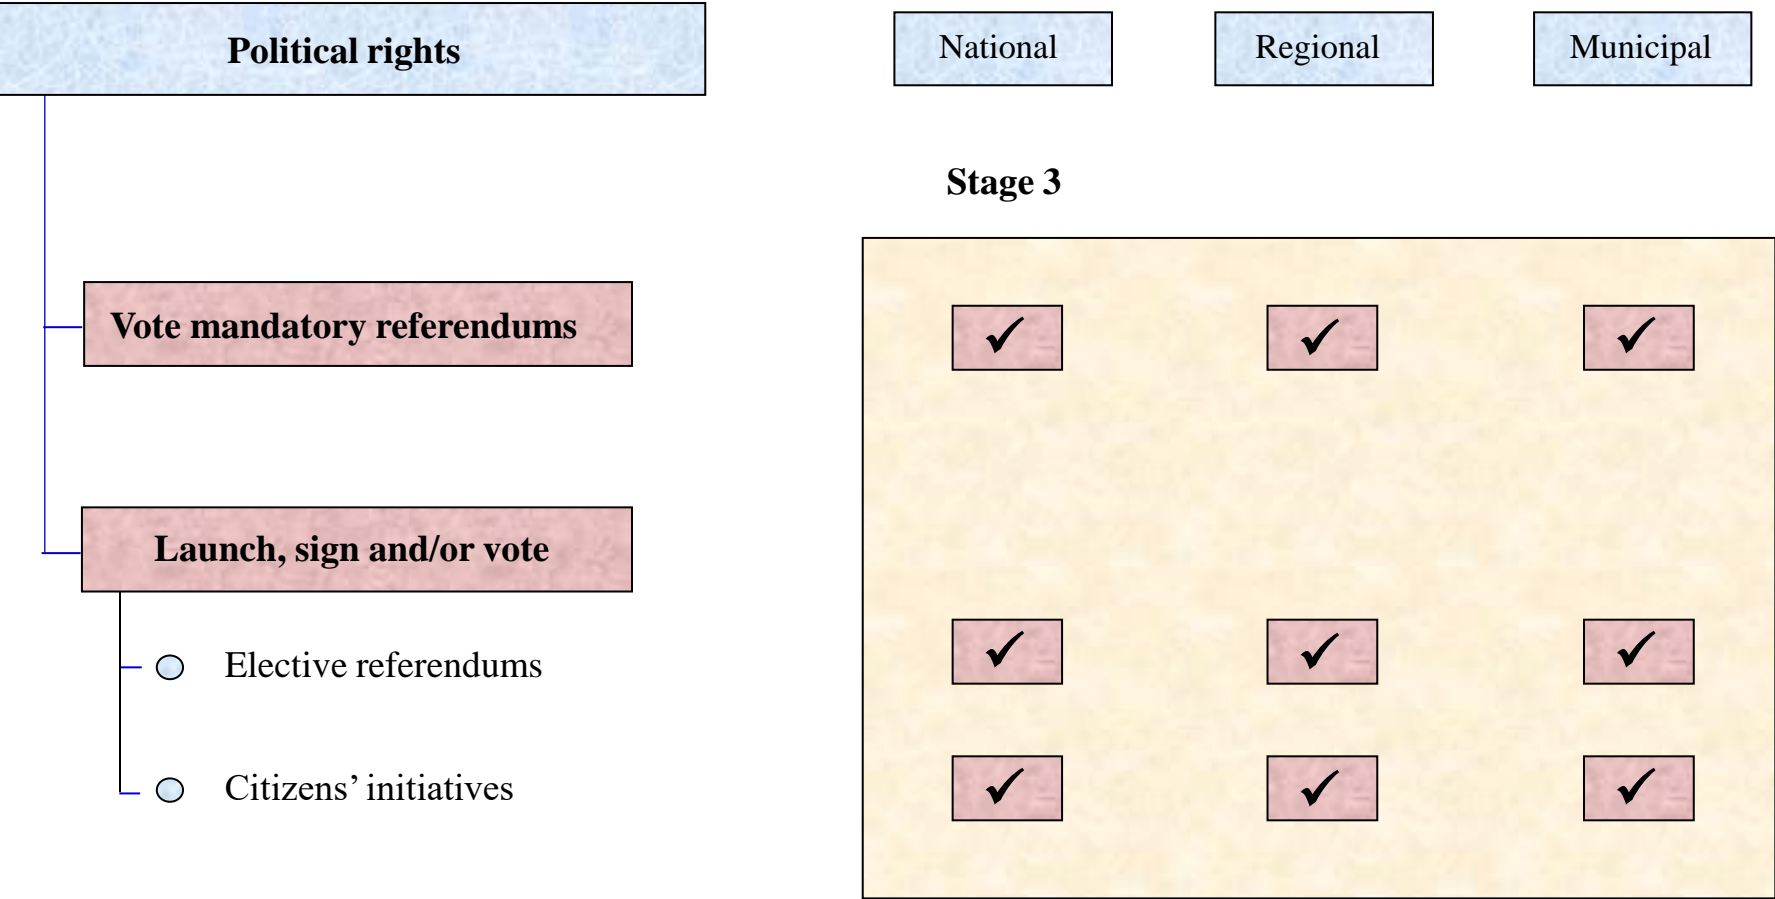 Political rights
National
Regional
Municipal
Stage 3
Vote mandatory referendums
✓ ✓ ✓
Launch, sign and/or vote
Elective referendums
✓ ✓ ✓
Citizens’ initiatives
✓ ✓ ✓